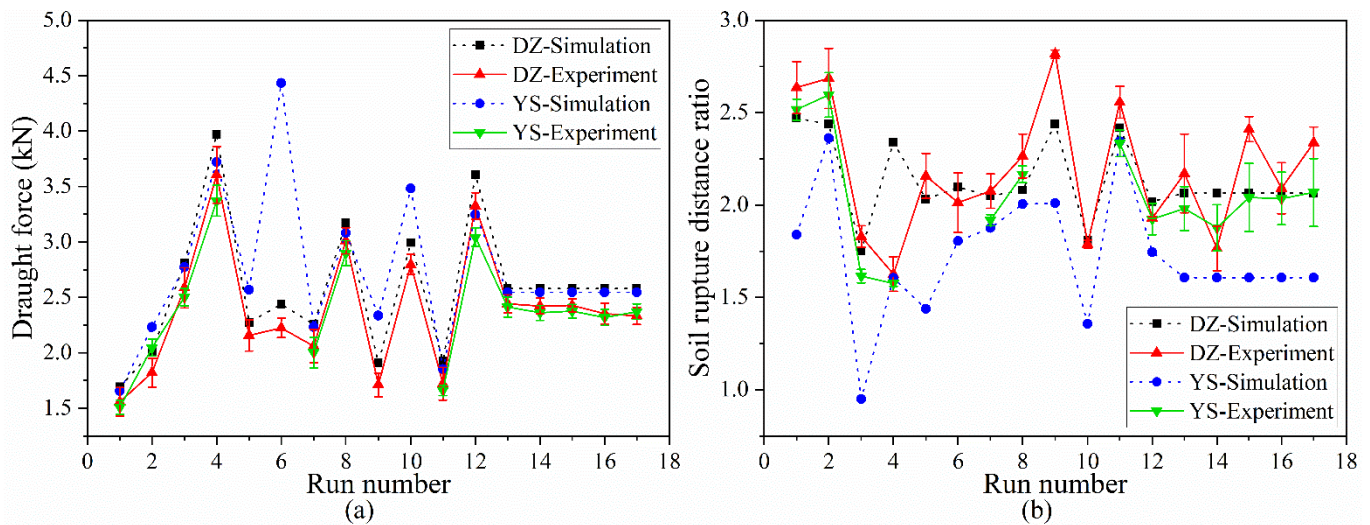 5.0
4.5
4.0
3.5
3.0
2.5
2.0
1.5
Draught force (kN)
0 2 4 6 8 10 12 14 16 18
Run number
(a)
DZ-Simulation
DZ-Experiment
YS-Simulation
YS-Experiment
3.0
2.5
2.0
1.5
1.0
Soil rupture distance ratio
0 2 4 6 8 10 12 14 16 18
Run number
(b)
DZ-Simulation
DZ-Experiment
YS-Simulation
YS-Experiment